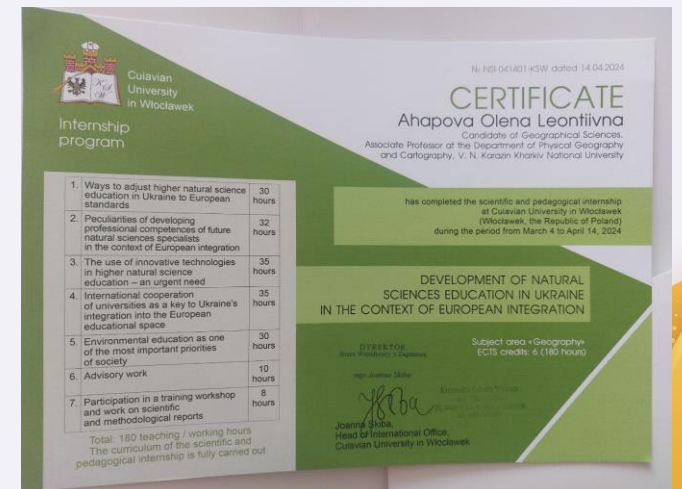 Cuiavian
University
in Włocławek
Internship
program
1. Ways to adjust higher natural science
education in Ukraine to European
standards
30
hours
2. Peculiarities of developing
professional competences of future
natural sciences specialists
in the context of European integration
32
hours
3. The use of innovative technologies
in higher natural science
education – an urgent need
35
hours
4. International cooperation
of universities as a key to Ukraine's
integration into the European
educational space
35
hours
5. Environmental education as one
of the most important priorities
of society
30
hours
6. Advisory work
10
hours
7. Participation in a training workshop
and work on scientific
and methodological reports
8
hours
Total: 180 teaching / working hours
The curriculum of the scientific and
pedagogical internship is fully carried out
№ NSI-041401-KSW dated 14.04.2024
CERTIFICATE
Ahapova Olena Leontiivna
Candidate of Geographical Sciences,
Associate Professor at the Department of Physical Geography
and Cartography, V. N. Karazin Kharkiv National University
has completed the scientific and pedagogical internship
at Cuiavian University in Włocławek
(Włocławek, the Republic of Poland)
during the period from March 4 to April 14, 2024
DEVELOPMENT OF NATURAL
SCIENCES EDUCATION IN UKRAINE
IN THE CONTEXT OF EUROPEAN INTEGRATION
Subject area «Geography»
ECTS credits: 6 (180 hours)
DYREKTOR
mgr Joanna Skiba
Joanna Skiba,
Head of International Office,
Cuiavian University in Włocławek